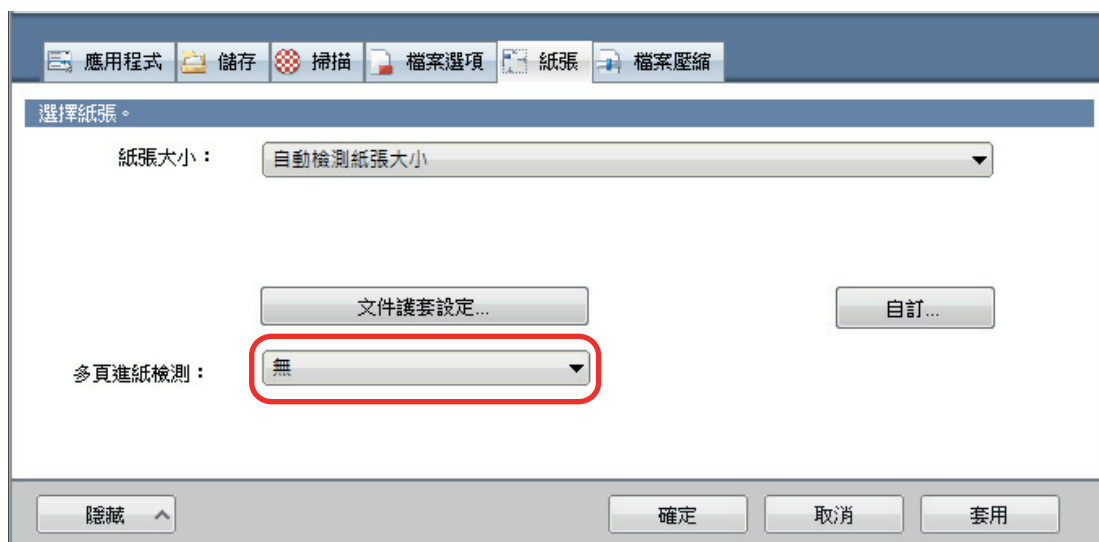 應用程式 儲存 掃描 檔案選項 紙張 檔案壓縮
選擇紙張。
紙張大小： 自動檢測紙張大小
文件護套設定... 自訂...
多頁進紙檢測： 無
隱藏 確定 取消 套用